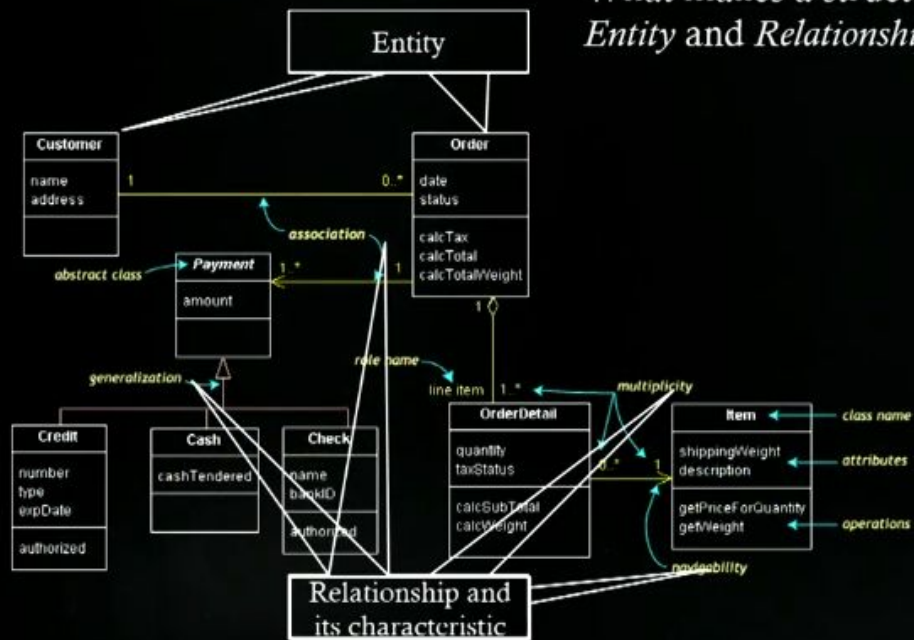 What makes a struct
Entity and Relationshi
Entity
Customer
name
address
1
0..*
Order
date
status
calcTax
calcTotal
calcTotalWeight
association
abstract class
Payment
amount
1..*
1
1
generalization
role name
line item
1..*
multiplicity
Credit
number
type
expDate
authorized
Cash
cashTendered
Check
name
bankID
authorized
OrderDetail
quantity
taxStatus
calcSubTotal
calcWeight
0..*
1
Item
shippingWeight
description
getPriceForQuantity
getWeight
class name
attributes
operations
navigability
Relationship and
its characteristic